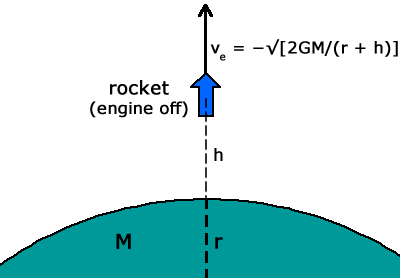 vₑ = −√[2GM/(r + h)]
rocket
(engine off)
h
M
r